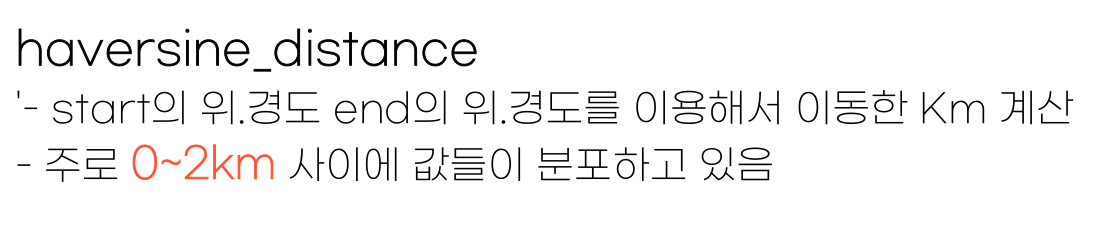 haversine_distance
'- start의 위.경도 end의 위.경도를 이용해서 이동한 Km 계산
- 주로 0~2km 사이에 값들이 분포하고 있음